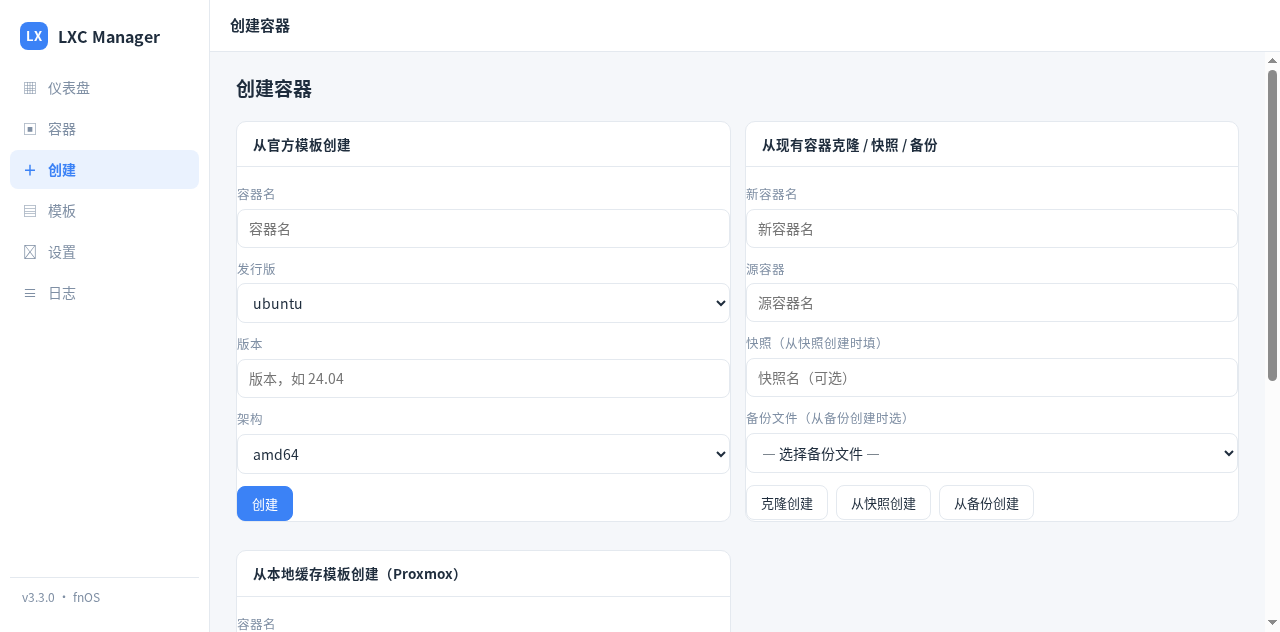 LX LXC Manager
仪表盘
容器
创建
模板
设置
日志
v3.3.0 · fnOS
创建容器
创建容器
从官方模板创建
容器名
容器名
发行版
ubuntu
版本
版本，如 24.04
架构
amd64
创建
从现有容器克隆 / 快照 / 备份
新容器名
新容器名
源容器
源容器名
快照（从快照创建时填）
快照名（可选）
备份文件（从备份创建时选）
— 选择备份文件 —
克隆创建 从快照创建 从备份创建
从本地缓存模板创建（Proxmox）
容器名